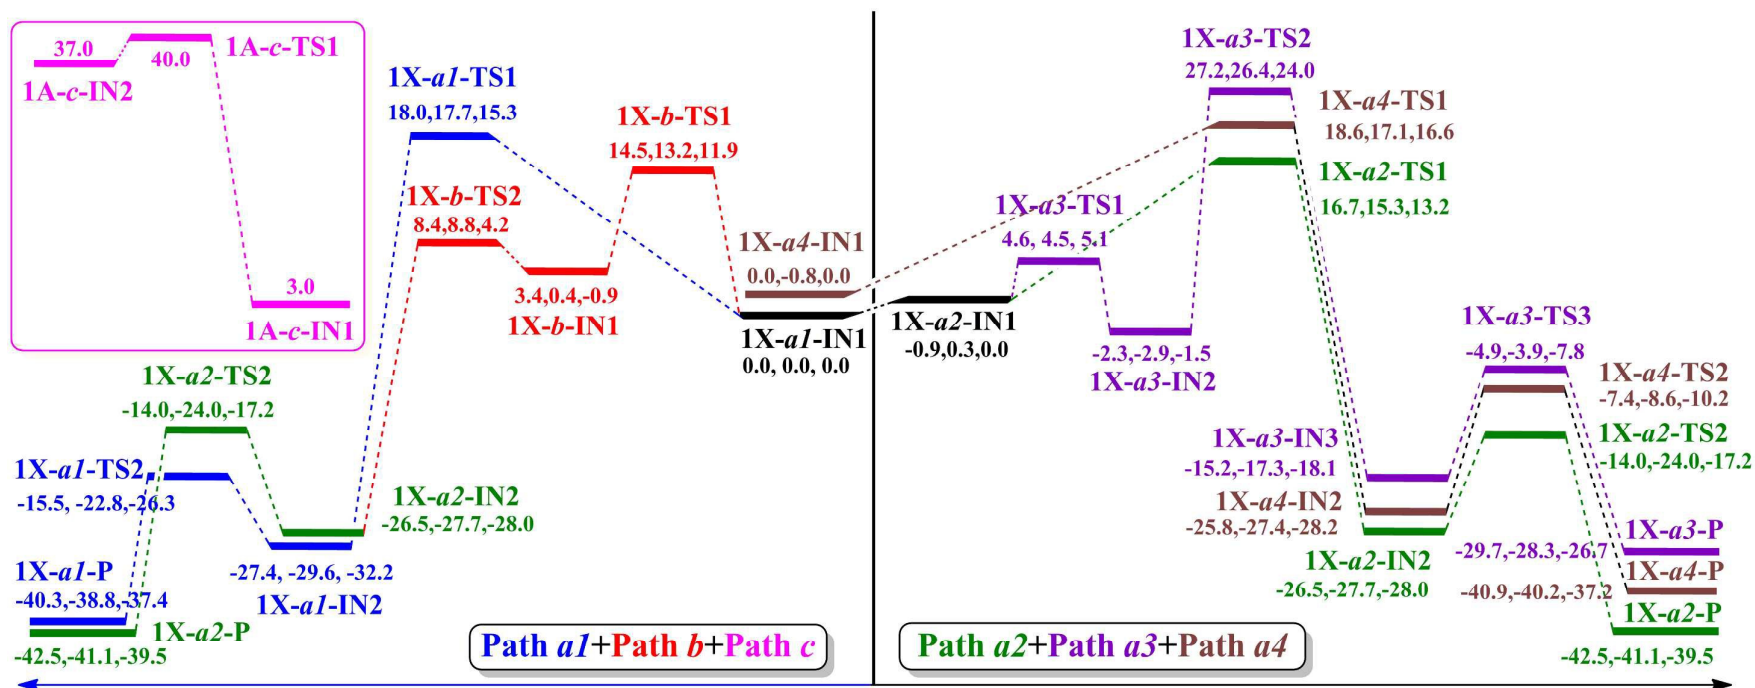 37.0
1A-c-IN2
40.0
1A-c-TS1
3.0
1A-c-IN1
1X-a1-TS1
18.0,17.7,15.3
1X-b-TS1
14.5,13.2,11.9
1X-b-TS2
8.4,8.8,4.2
3.4,0.4,-0.9
1X-b-IN1
1X-a4-IN1
0.0,-0.8,0.0
1X-a1-IN1
0.0, 0.0, 0.0
1X-a2-TS2
-14.0,-24.0,-17.2
1X-a1-TS2
-15.5, -22.8,-26.3
1X-a2-IN2
-26.5,-27.7,-28.0
-27.4, -29.6, -32.2
1X-a1-IN2
1X-a1-P
-40.3,-38.8,-37.4
1X-a2-P
-42.5,-41.1,-39.5
Path a1+Path b+Path c
1X-a3-TS2
27.2,26.4,24.0
1X-a4-TS1
18.6,17.1,16.6
1X-a2-TS1
16.7,15.3,13.2
1X-a3-TS1
4.6, 4.5, 5.1
1X-a2-IN1
-0.9,0.3,0.0
-2.3,-2.9,-1.5
1X-a3-IN2
1X-a3-TS3
-4.9,-3.9,-7.8
1X-a4-TS2
-7.4,-8.6,-10.2
1X-a2-TS2
-14.0,-24.0,-17.2
1X-a3-IN3
-15.2,-17.3,-18.1
1X-a4-IN2
-25.8,-27.4,-28.2
1X-a2-IN2
-26.5,-27.7,-28.0
1X-a3-P
-29.7,-28.3,-26.7
1X-a4-P
-40.9,-40.2,-37.2
1X-a2-P
-42.5,-41.1,-39.5
Path a2+Path a3+Path a4